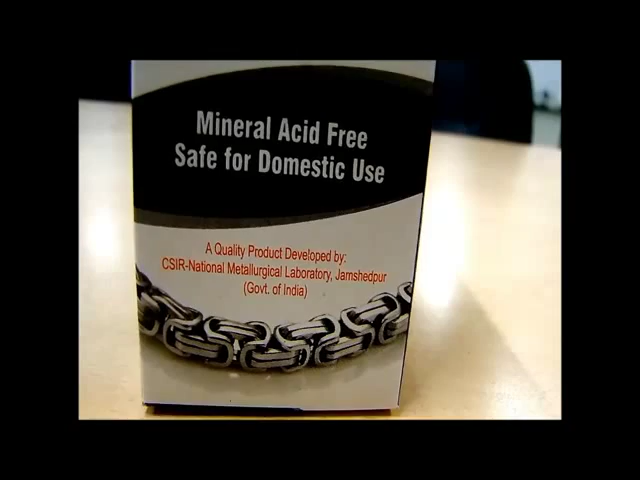 Mineral Acid Free
Safe for Domestic Use
A Quality Product Developed by:
CSIR-National Metallurgical Laboratory, Jamshedpur
(Govt. of India)